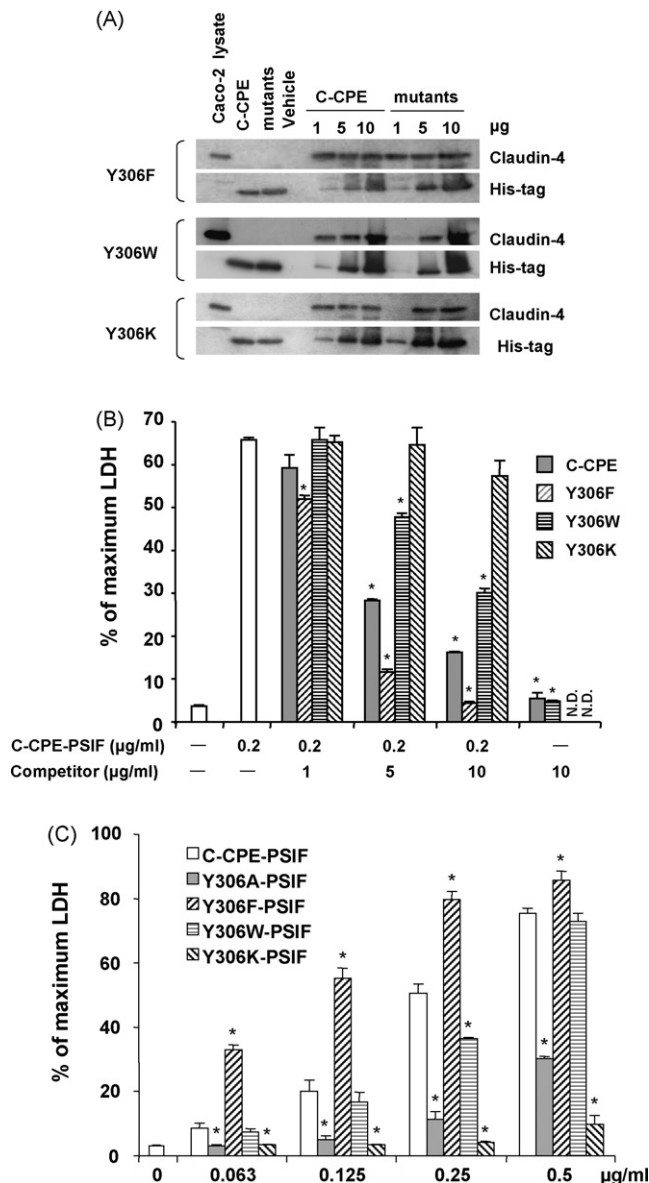 (A)
Caco-2 lysate
C-CPE
mutants
Vehicle
C-CPE mutants
1 5 10 1 5 10 µg
Y306F
Claudin-4
His-tag
Y306W
Claudin-4
His-tag
Y306K
Claudin-4
His-tag
(B)
% of maximum LDH
70
60
50
40
30
20
10
0
C-CPE
Y306F
Y306W
Y306K
* * * * * * * * *
N.D.
N.D.
C-CPE-PSIF (µg/ml) — 0.2 0.2 0.2 0.2 —
Competitor (µg/ml) — — 1 5 10 10
(C)
% of maximum LDH
100
80
60
40
20
0
C-CPE-PSIF
Y306A-PSIF
Y306F-PSIF
Y306W-PSIF
Y306K-PSIF
* * * * * * * * * * * * *
0 0.063 0.125 0.25 0.5 µg/ml